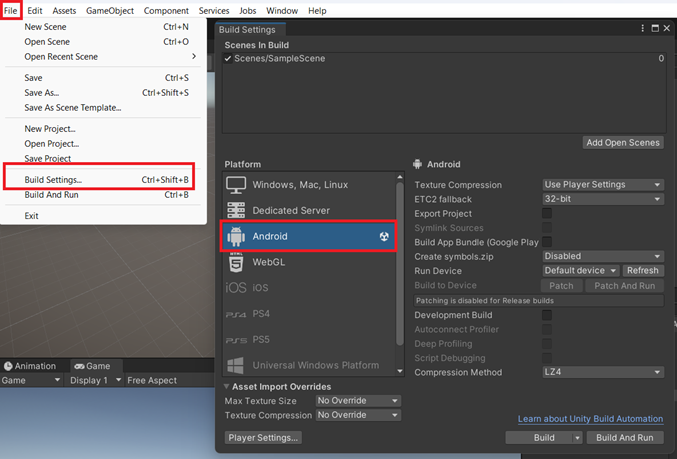 File Edit Assets GameObject Component Services Jobs Window Help
New Scene Ctrl+N
Open Scene Ctrl+O
Open Recent Scene >
Save Ctrl+S
Save As... Ctrl+Shift+S
Save As Scene Template...
New Project...
Open Project...
Save Project
Build Settings... Ctrl+Shift+B
Build And Run Ctrl+B
Exit
Animation Game
Game Display 1 Free Aspect
Build Settings
Scenes In Build
Scenes/SampleScene 0
Add Open Scenes
Platform
Windows, Mac, Linux
Dedicated Server
Android
HTML 5 WebGL
iOS iOS
PS4 PS4
PS5 PS5
Universal Windows Platform
Android
Texture Compression Use Player Settings
ETC2 fallback 32-bit
Export Project
Symlink Sources
Build App Bundle (Google Play
Create symbols.zip Disabled
Run Device Default device Refresh
Build to Device Patch Patch And Run
Patching is disabled for Release builds
Development Build
Autoconnect Profiler
Deep Profiling
Script Debugging
Compression Method LZ4
Asset Import Overrides
Max Texture Size No Override
Texture Compression No Override
Learn about Unity Build Automation
Player Settings... Build Build And Run